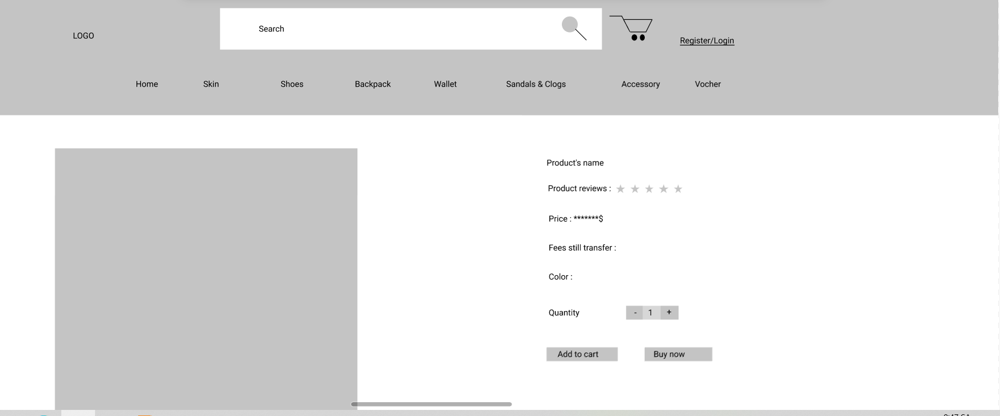 LOGO
Search
Register/Login
Home Skin Shoes Backpack Wallet Sandals & Clogs Accessory Vocher
Product's name
Product reviews : ★ ★ ★ ★ ★
Price : *******$
Fees still transfer :
Color :
Quantity - 1 +
Add to cart Buy now